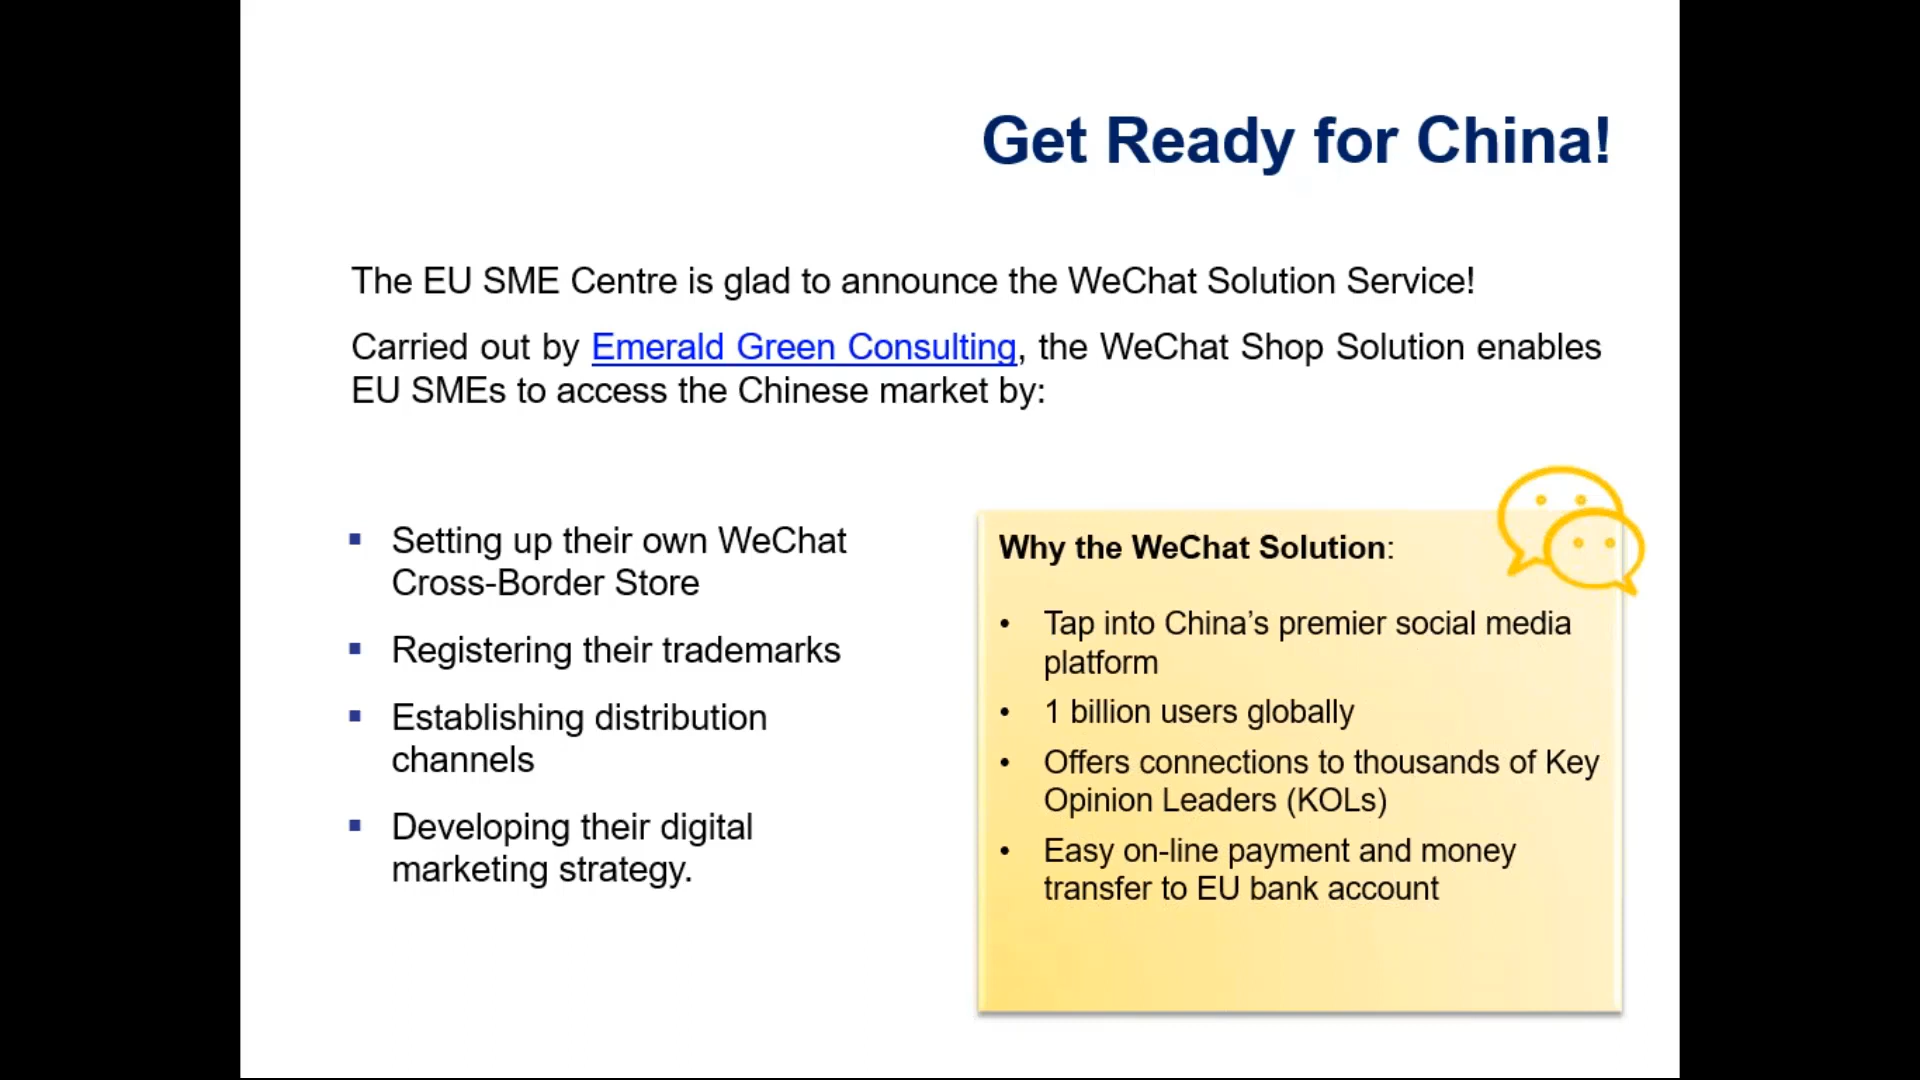 Get Ready for China!
The EU SME Centre is glad to announce the WeChat Solution Service!
Carried out by Emerald Green Consulting, the WeChat Shop Solution enables
EU SMEs to access the Chinese market by:
▪ Setting up their own WeChat
Cross-Border Store
▪ Registering their trademarks
▪ Establishing distribution
channels
▪ Developing their digital
marketing strategy.
Why the WeChat Solution:
• Tap into China’s premier social media
platform
• 1 billion users globally
• Offers connections to thousands of Key
Opinion Leaders (KOLs)
• Easy on-line payment and money
transfer to EU bank account